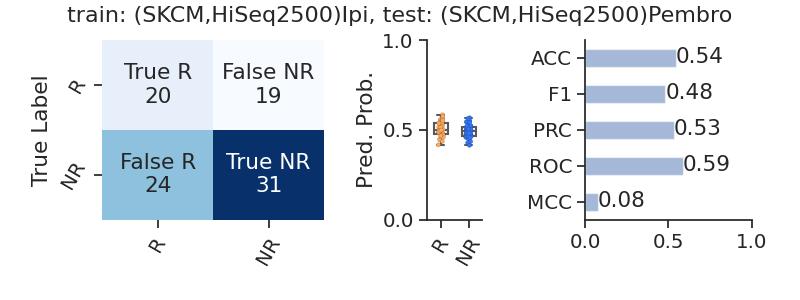 train: (SKCM,HiSeq2500)Ipi, test: (SKCM,HiSeq2500)Pembro
True Label
R
NR
True R
20
False NR
19
False R
24
True NR
31
R
NR
Pred. Prob.
1.0
0.5
0.0
R
NR
ACC
0.54
F1
0.48
PRC
0.53
ROC
0.59
MCC
0.08
0.0
0.5
1.0